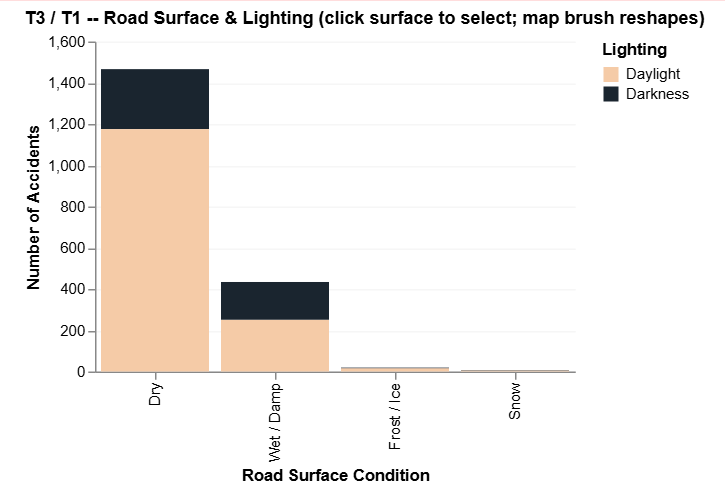 T3 / T1 -- Road Surface & Lighting (click surface to select; map brush reshapes)
Lighting
Daylight
Darkness
Number of Accidents
1,600
1,400
1,200
1,000
800
600
400
200
0
Dry
Wet / Damp
Frost / Ice
Snow
Road Surface Condition